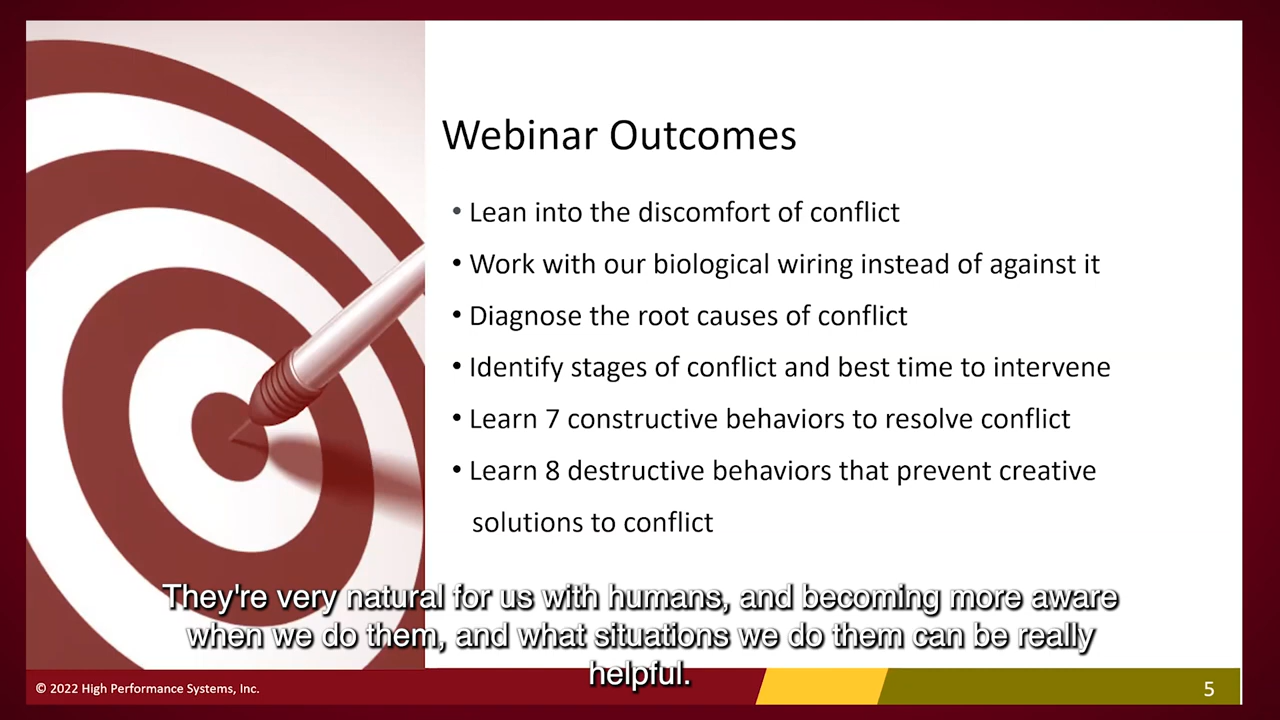 Webinar Outcomes
• Lean into the discomfort of conflict
• Work with our biological wiring instead of against it
• Diagnose the root causes of conflict
• Identify stages of conflict and best time to intervene
• Learn 7 constructive behaviors to resolve conflict
• Learn 8 destructive behaviors that prevent creative
solutions to conflict
They're very natural for us with humans, and becoming more aware
when we do them, and what situations we do them can be really
helpful.
© 2022 High Performance Systems, Inc.
5